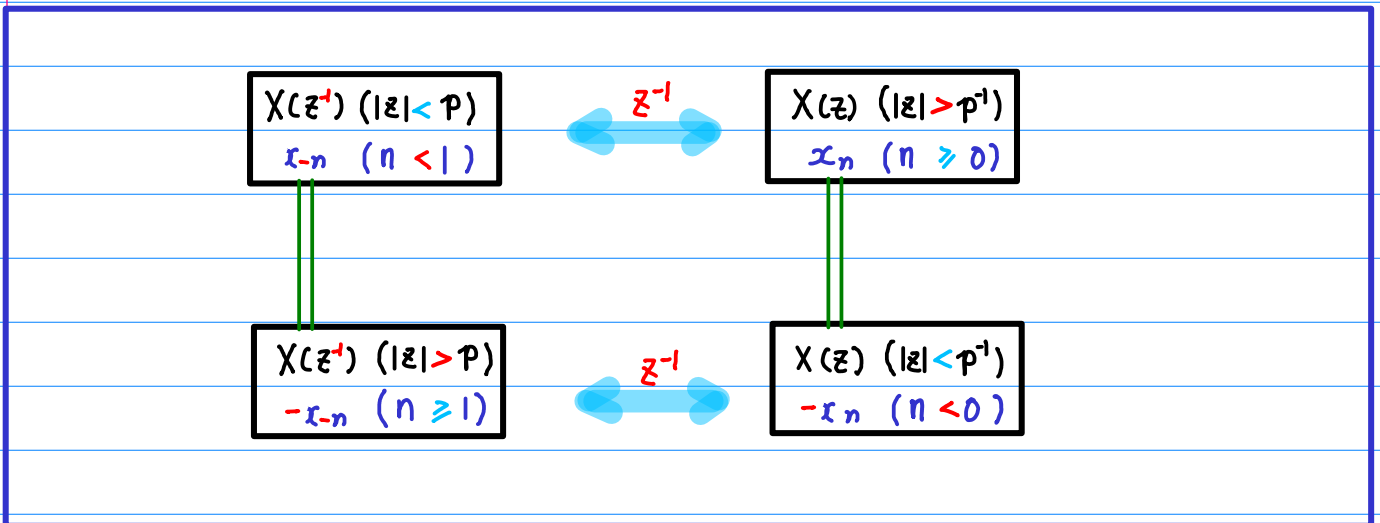 X(z⁻¹) (|z|<p)
x₋ₙ (n < 1)
z⁻¹
X(z) (|z|>p⁻¹)
xₙ (n ⩾ 0)
X(z⁻¹) (|z|>p)
-x₋ₙ (n ⩾ 1)
z⁻¹
X(z) (|z|<p⁻¹)
-xₙ (n < 0)